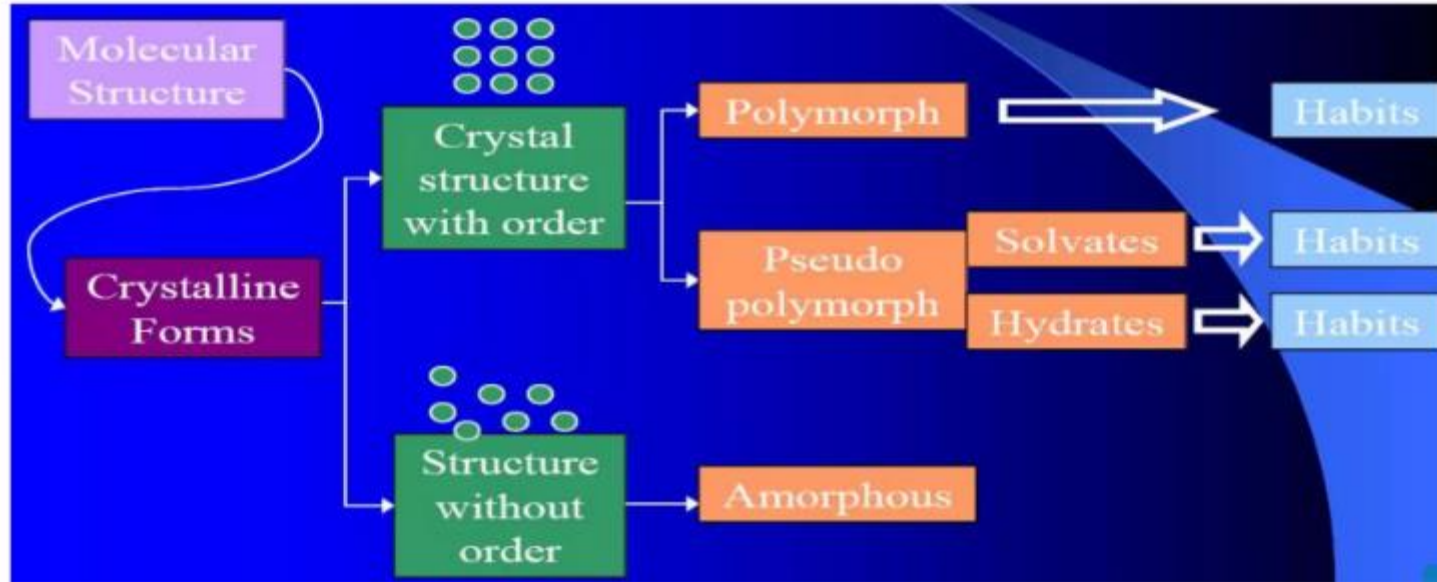 Molecular
Structure
Crystalline
Forms
Crystal
structure
with order
Polymorph
Habits
Pseudo
polymorph
Solvates
Habits
Hydrates
Habits
Structure
without
order
Amorphous